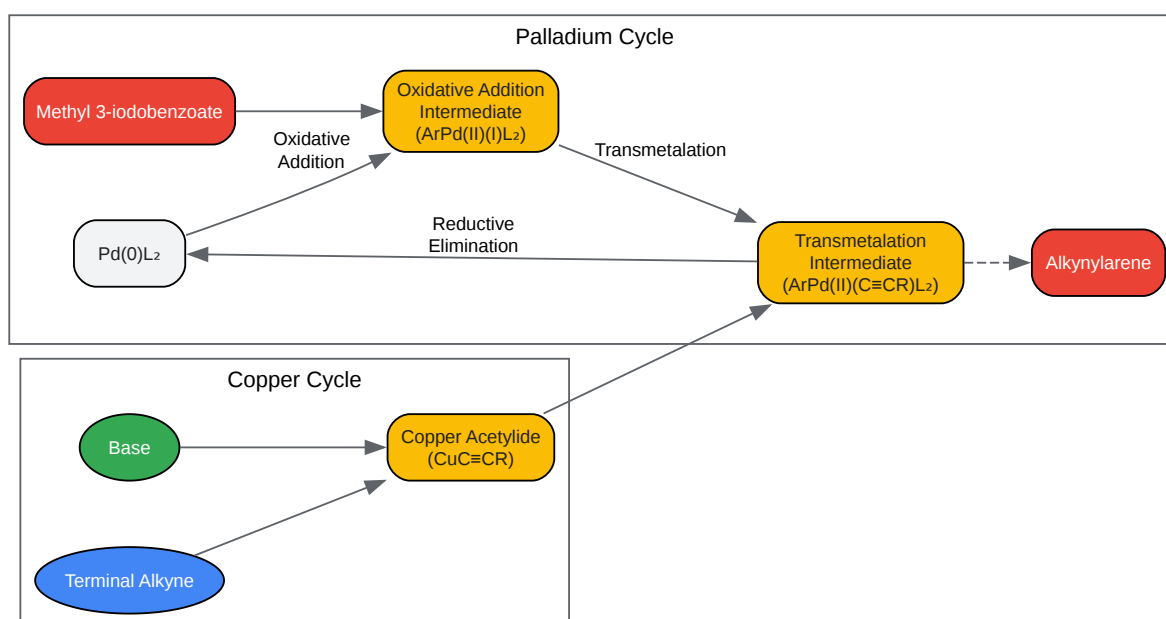 Palladium Cycle
Methyl 3-iodobenzoate
Oxidative Addition
Intermediate
(ArPd(II)(I)L₂)
Oxidative
Addition
Transmetalation
Pd(0)L₂
Reductive
Elimination
Transmetalation
Intermediate
(ArPd(II)(C≡CR)L₂)
Alkynylarene
Copper Cycle
Base
Copper Acetylide
(CuC≡CR)
Terminal Alkyne